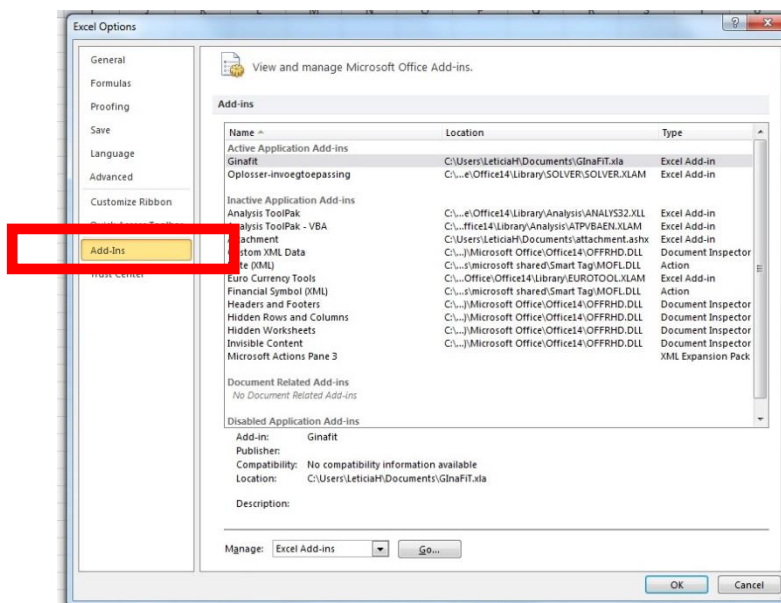 Excel Options
General
Formulas
Proofing
Save
Language
Advanced
Customize Ribbon
Add-Ins
Trust Center
View and manage Microsoft Office Add-ins.
Add-ins
Name Location Type
Active Application Add-ins
Ginafit C:\Users\LeticiaH\Documents\GInaFiT.xla Excel Add-in
Oplosser-invoegtoepassing C:\...e\Office14\Library\SOLVER\SOLVER.XLAM Excel Add-in
Inactive Application Add-ins
Analysis ToolPak C:\...e\Office14\Library\Analysis\ANALYS32.XLL Excel Add-in
Analysis ToolPak - VBA C:\...ffice14\Library\Analysis\ATPVBAEN.XLAM Excel Add-in
Attachment C:\Users\LeticiaH\Documents\attachment.ashx Excel Add-in
Custom XML Data C:\...)\Microsoft Office\Office14\OFFRHD.DLL Document Inspector
(XML) C:\...s\microsoft shared\Smart Tag\MOFL.DLL Action
Euro Currency Tools C:\...Office\Office14\Library\EUROTOOL.XLAM Excel Add-in
Financial Symbol (XML) C:\...s\microsoft shared\Smart Tag\MOFL.DLL Action
Headers and Footers C:\...)\Microsoft Office\Office14\OFFRHD.DLL Document Inspector
Hidden Rows and Columns C:\...)\Microsoft Office\Office14\OFFRHD.DLL Document Inspector
Hidden Worksheets C:\...)\Microsoft Office\Office14\OFFRHD.DLL Document Inspector
Invisible Content C:\...)\Microsoft Office\Office14\OFFRHD.DLL Document Inspector
Microsoft Actions Pane 3 XML Expansion Pack
Document Related Add-ins
No Document Related Add-ins
Disabled Application Add-ins
Add-in: Ginafit
Publisher:
Compatibility: No compatibility information available
Location: C:\Users\LeticiaH\Documents\GInaFiT.xla
Description:
Manage: Excel Add-ins Go...
OK Cancel